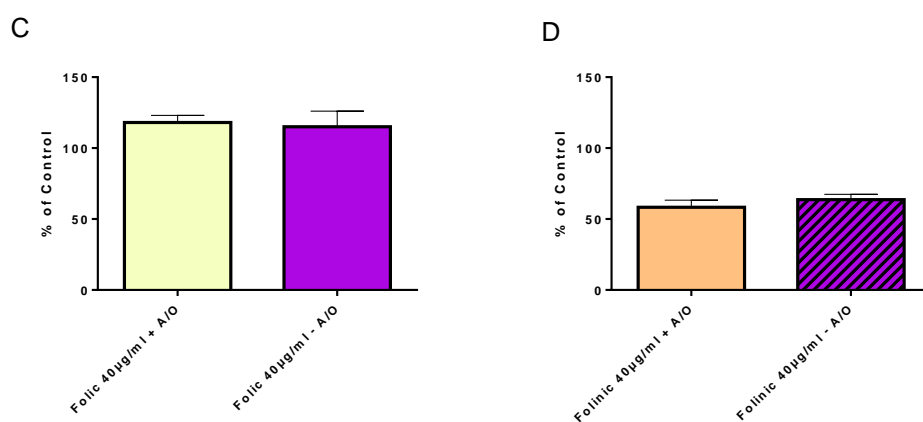 C
% of Control
150
100
50
0
Folic 40µg/ml + A/O
Folic 40µg/ml - A/O
D
% of Control
150
100
50
0
Folinic 40µg/ml + A/O
Folinic 40µg/ml - A/O